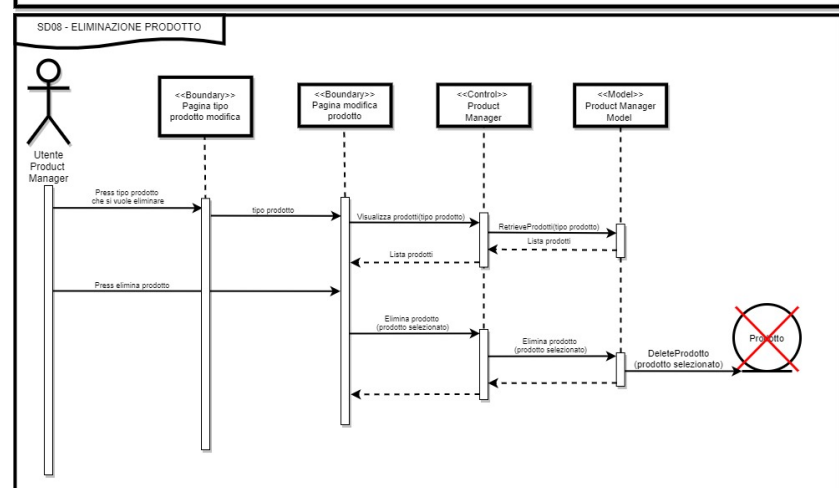 SD08 - ELIMINAZIONE PRODOTTO
<<Boundary>>
Pagina tipo
prodotto modifica
<<Boundary>>
Pagina modifica
prodotto
<<Control>>
Product
Manager
<<Model>>
Product Manager
Model
Utente
Product
Manager
Press tipo prodotto
che si vuole eliminare
tipo prodotto
Visualizza prodotti(tipo prodotto)
RetrieveProdotti(tipo prodotto)
Lista prodotti
Lista prodotti
Press elimina prodotto
Elimina prodotto
(prodotto selezionato)
Elimina prodotto
(prodotto selezionato)
DeleteProdotto
(prodotto selezionato)
Prodotto